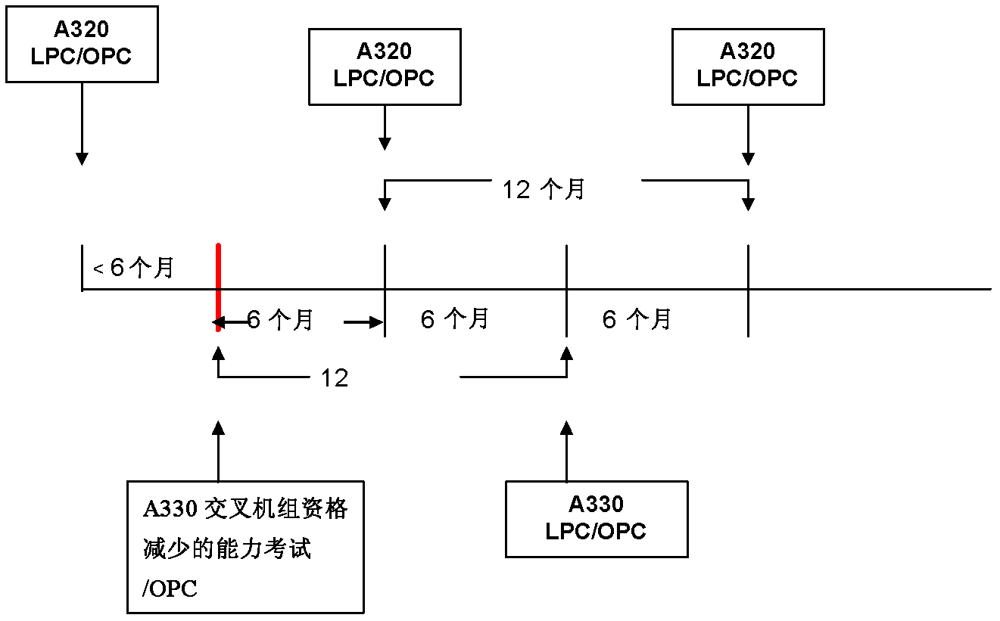 A320
LPC/OPC
A320
LPC/OPC
A320
LPC/OPC
12 个月
< 6个月
6 个月
6 个月
6 个月
12
A330 交叉机组资格
减少的能力考试
/OPC
A330
LPC/OPC